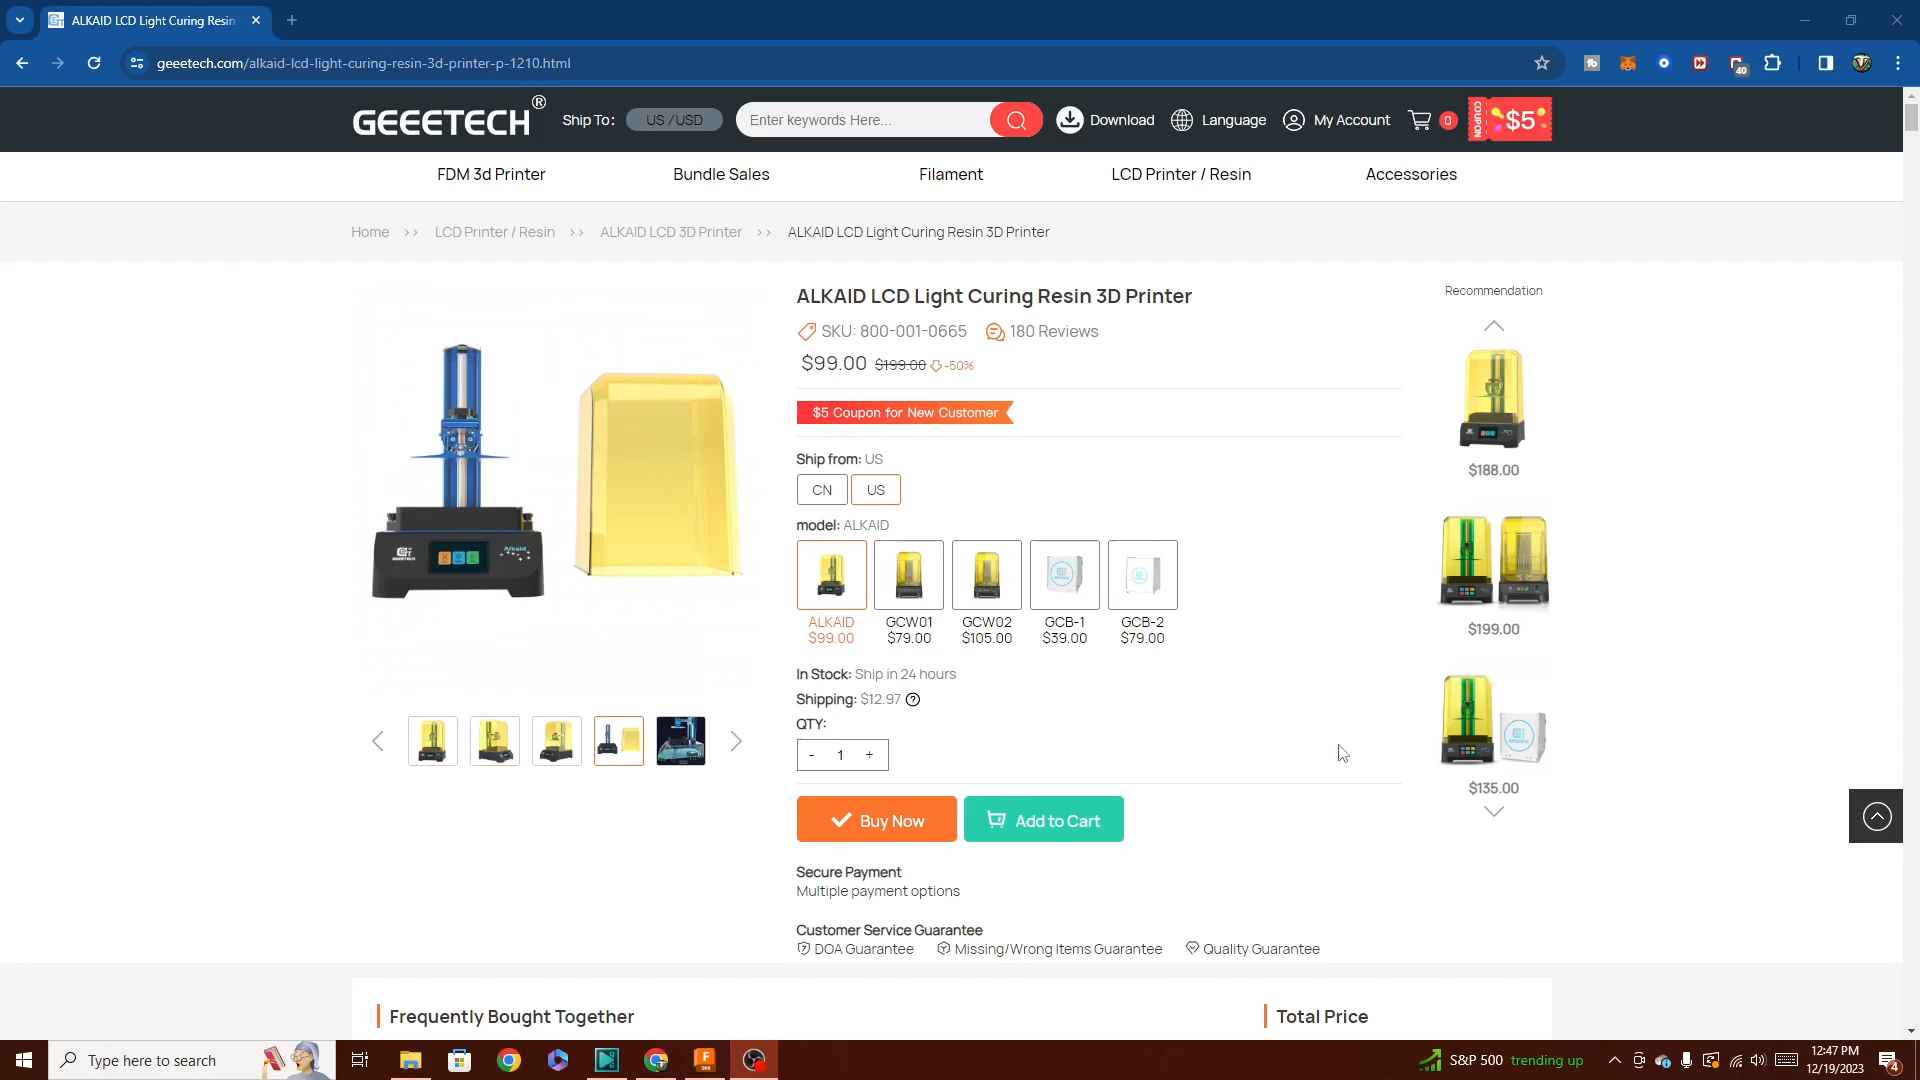 ALKAID LCD Light Curing Resin
geeetech.com/alkaid-lcd-light-curing-resin-3d-printer-p-1210.html
40
GEEETECH®
Ship To:
US /USD
Enter keywords Here...
Download
Language
My Account
0
COUPON
$5
FDM 3d Printer
Bundle Sales
Filament
LCD Printer / Resin
Accessories
Home >> LCD Printer / Resin >> ALKAID LCD 3D Printer >> ALKAID LCD Light Curing Resin 3D Printer
ALKAID LCD Light Curing Resin 3D Printer
SKU: 800-001-0665
180 Reviews
$99.00 $199.00 -50%
$5 Coupon for New Customer
Ship from: US
CN
US
model: ALKAID
ALKAID
$99.00
GCW01
$79.00
GCW02
$105.00
GCB-1
$39.00
GCB-2
$79.00
In Stock: Ship in 24 hours
Shipping: $12.97 ?
QTY:
- 1 +
Buy Now
Add to Cart
Secure Payment
Multiple payment options
Customer Service Guarantee
DOA Guarantee
Missing/Wrong Items Guarantee
Quality Guarantee
Recommendation
$188.00
$199.00
$135.00
GEEETECH
Alkaid
Frequently Bought Together
Total Price
Type here to search
S&P 500 trending up
12:47 PM
12/19/2023
4